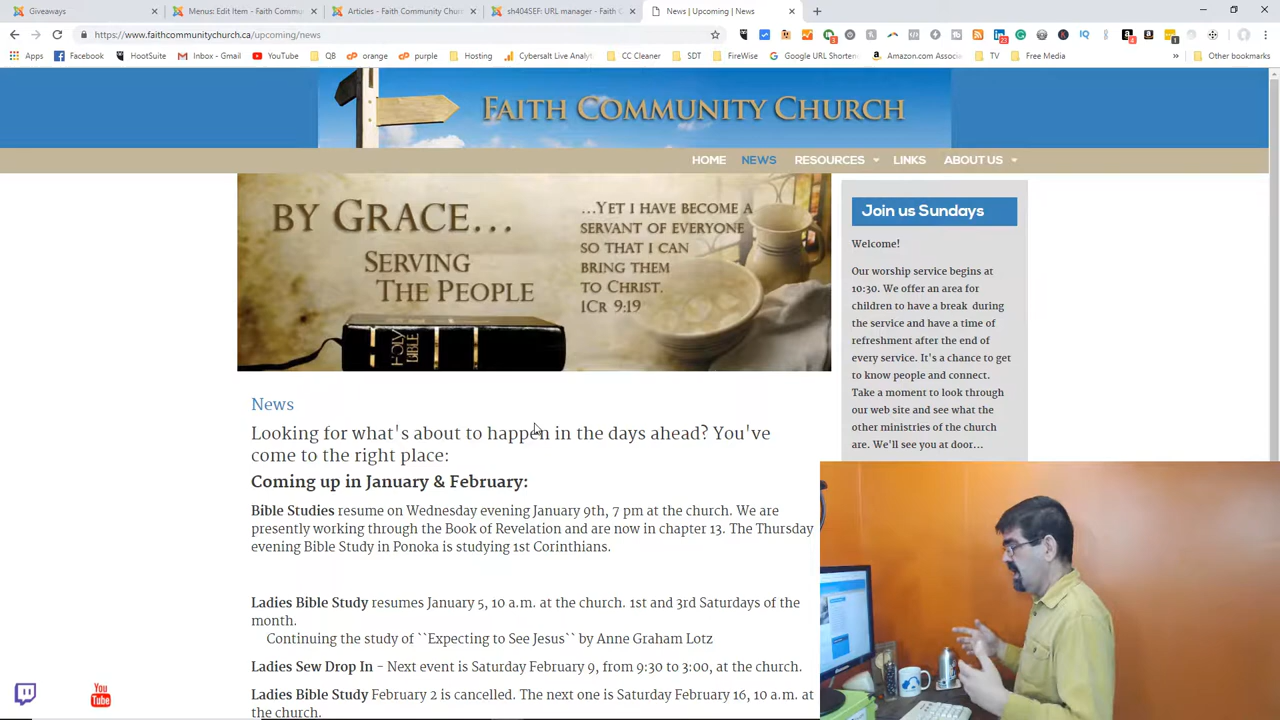 Giveaways
Menus: Edit Item - Faith Commu
Articles - Faith Community Churc
sh404SEF: URL manager - Faith C
News | Upcoming | News
https://www.faithcommunitychurch.ca/upcoming/news
Apps Facebook HootSuite Inbox - Gmail YouTube QB orange purple Hosting Cybersalt Live Analy CC Cleaner SDT FireWise Google URL Shorten Amazon.com Associ TV Free Media » Other bookmarks
FAITH COMMUNITY CHURCH
HOME NEWS RESOURCES LINKS ABOUT US
BY GRACE...
SERVING
THE PEOPLE
...YET I HAVE BECOME A
SERVANT OF EVERYONE
SO THAT I CAN
BRING THEM
TO CHRIST.
1CR 9:19
HOLY
BIBLE
Join us Sundays
Welcome!
Our worship service begins at
10:30. We offer an area for
children to have a break during
the service and have a time of
refreshment after the end of
every service. It's a chance to get
to know people and connect.
Take a moment to look through
our web site and see what the
other ministries of the church
are. We'll see you at door...
News
Looking for what's about to happen in the days ahead? You've
come to the right place:
Coming up in January & February:
Bible Studies resume on Wednesday evening January 9th, 7 pm at the church. We are
presently working through the Book of Revelation and are now in chapter 13. The Thursday
evening Bible Study in Ponoka is studying 1st Corinthians.
Ladies Bible Study resumes January 5, 10 a.m. at the church. 1st and 3rd Saturdays of the
month.
Continuing the study of ``Expecting to See Jesus`` by Anne Graham Lotz
Ladies Sew Drop In - Next event is Saturday February 9, from 9:30 to 3:00, at the church.
Ladies Bible Study February 2 is cancelled. The next one is Saturday February 16, 10 a.m. at
the church.
You
Tube